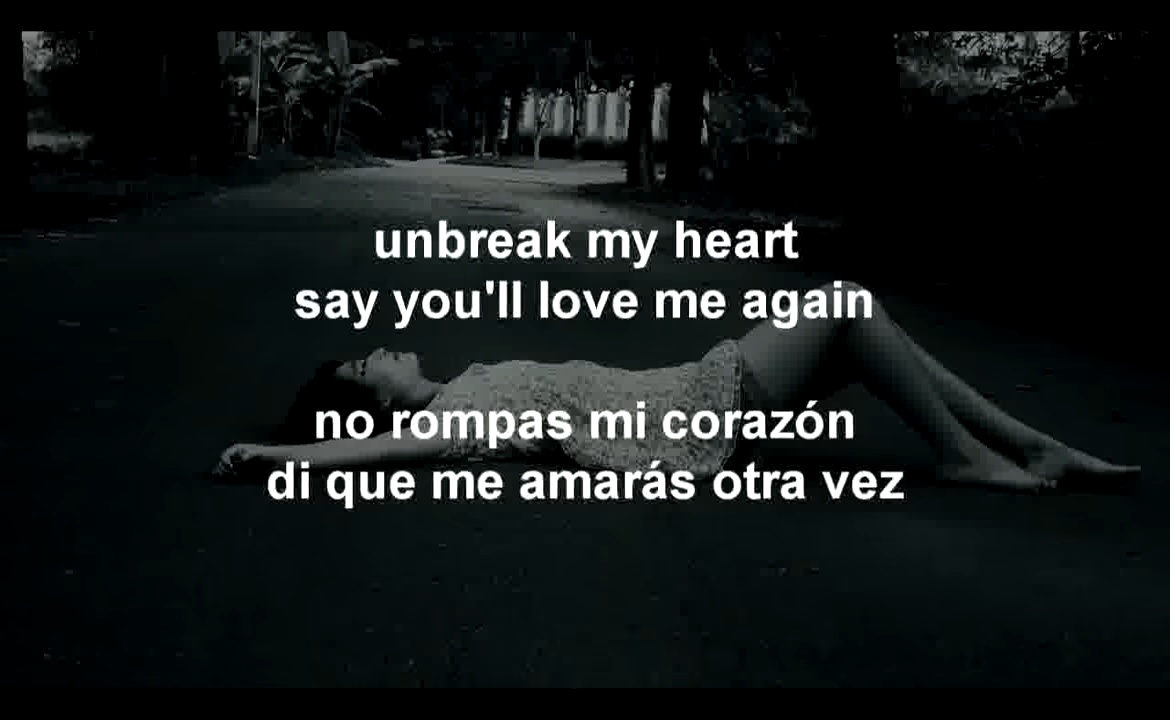 unbreak my heart
say you'll love me again
no rompas mi corazón
di que me amarás otra vez